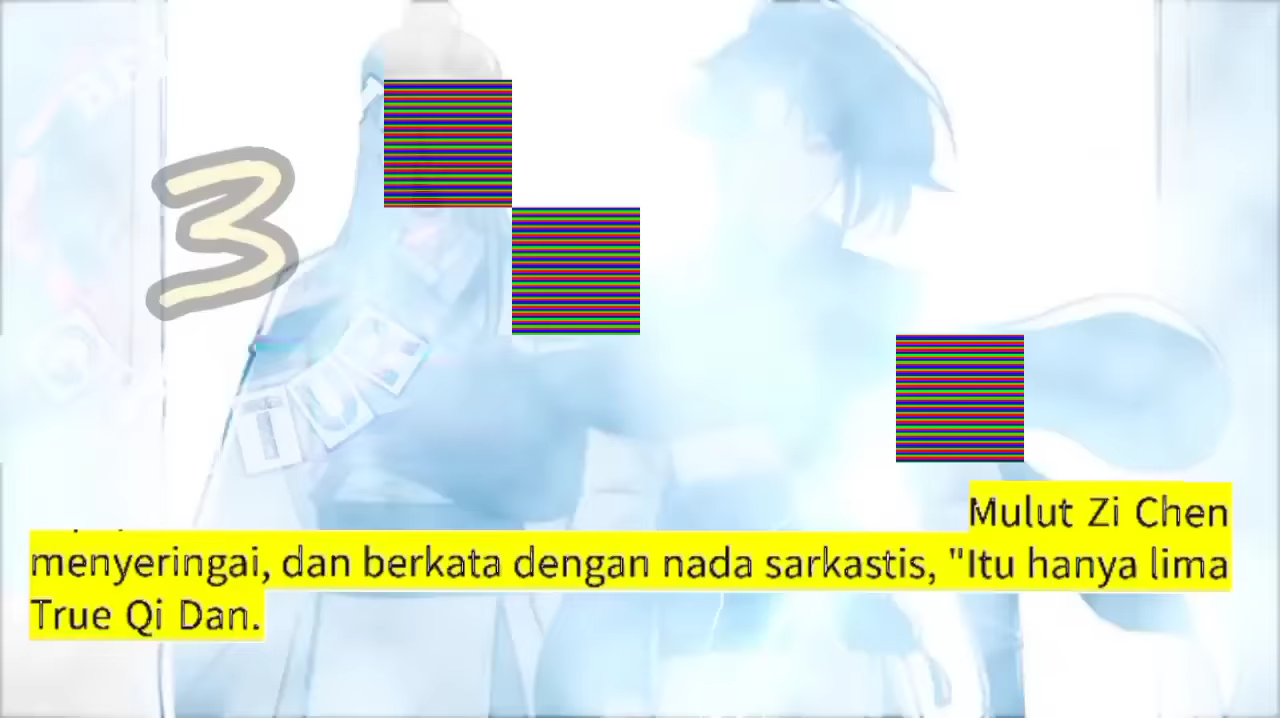 3
Mulut Zi Chen
menyeringai, dan berkata dengan nada sarkastis, "Itu hanya lima
True Qi Dan.